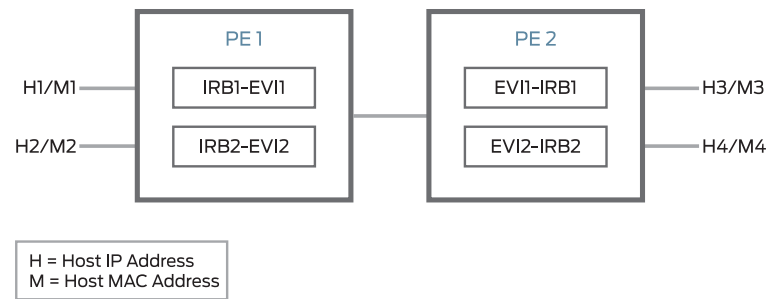 PE 1
PE 2
H1/M1
IRB1-EVI1
EVI1-IRB1
H3/M3
H2/M2
IRB2-EVI2
EVI2-IRB2
H4/M4
H = Host IP Address
M = Host MAC Address